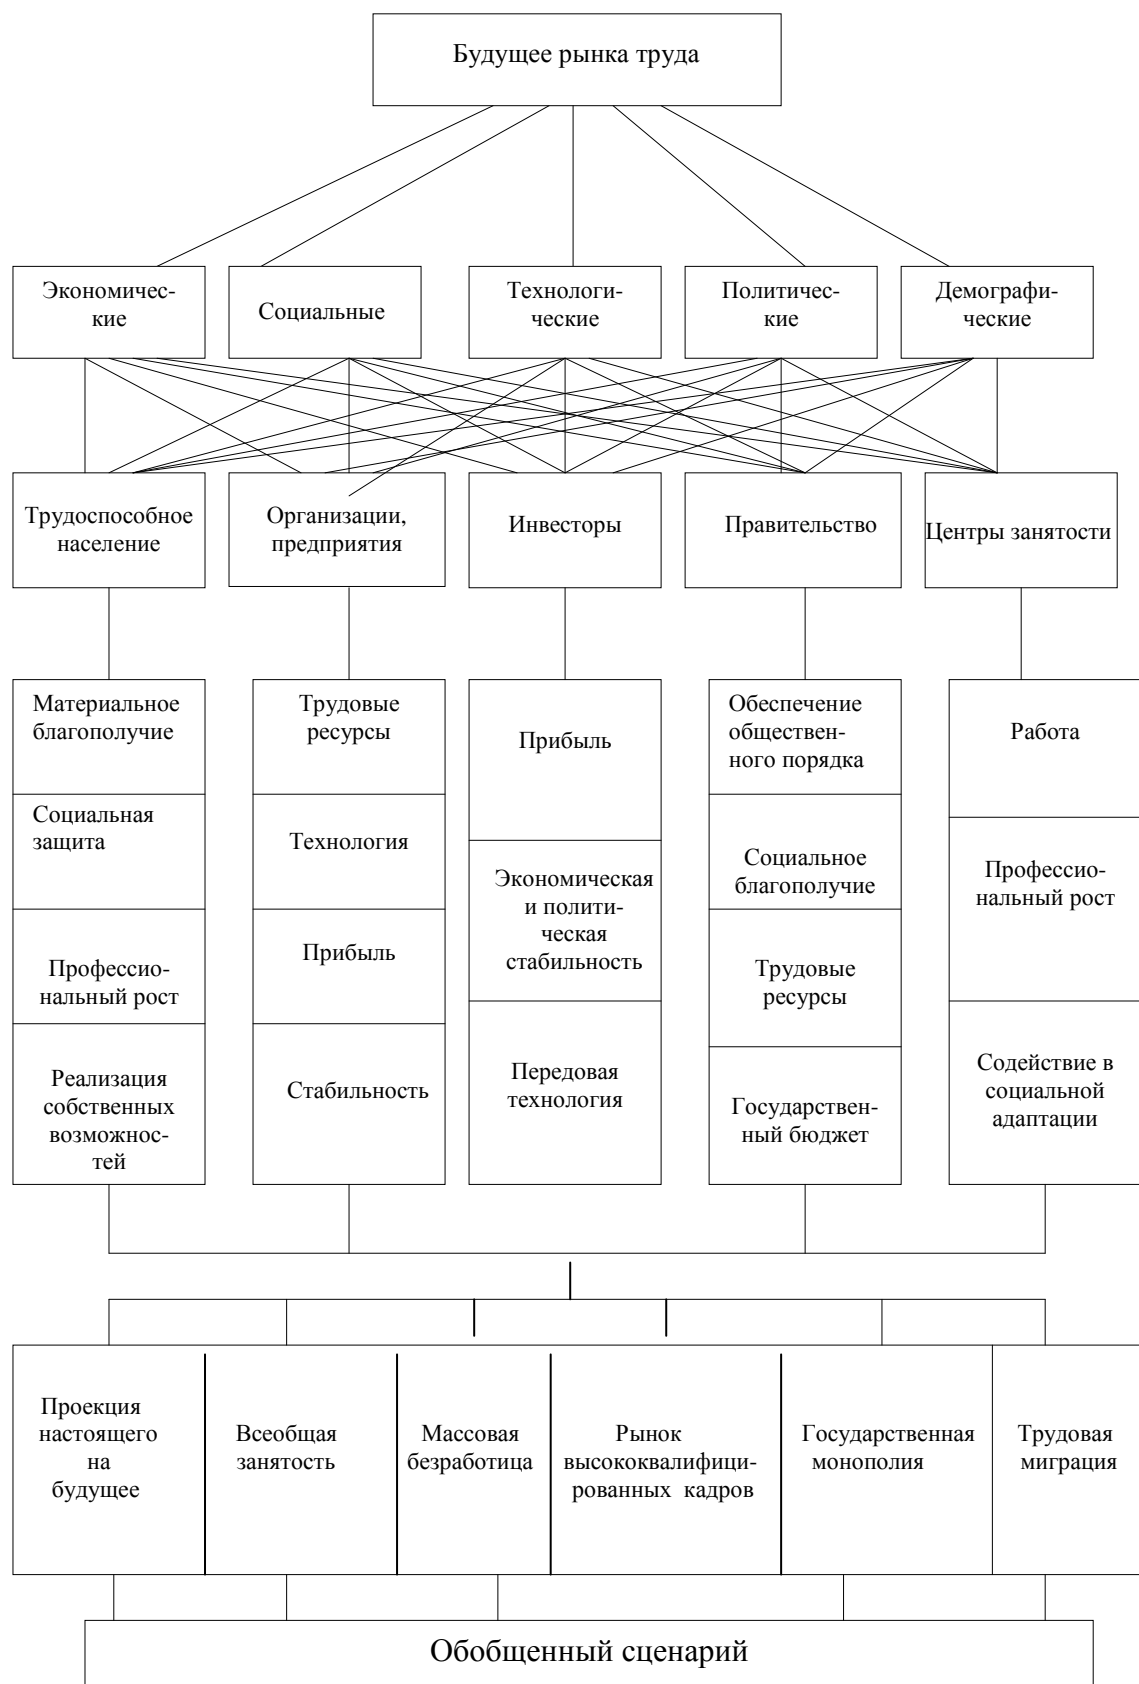 Будущее рынка труда
Экономичес-
кие
Социальные
Технологи-
ческие
Политичес-
кие
Демографи-
ческие
Трудоспособное
население
Организации,
предприятия
Инвесторы
Правительство
Центры занятости
Материальное
благополучие
Социальная
защита
Профессио-
нальный рост
Реализация
собственных
возможнос-
тей
Трудовые
ресурсы
Технология
Прибыль
Стабильность
Прибыль
Экономическая
и полити-
ческая
стабильность
Передовая
технология
Обеспечение
общественн-
ного порядка
Социальное
благополучие
Трудовые
ресурсы
Государствен-
ный бюджет
Работа
Профессио-
нальный рост
Содействие в
социальной
адаптации
Проекция
настоящего
на
будущее
Всеобщая
занятость
Массовая
безработица
Рынок
высококвалифици-
рованных кадров
Государственная
монополия
Трудовая
миграция
Обобщенный сценарий